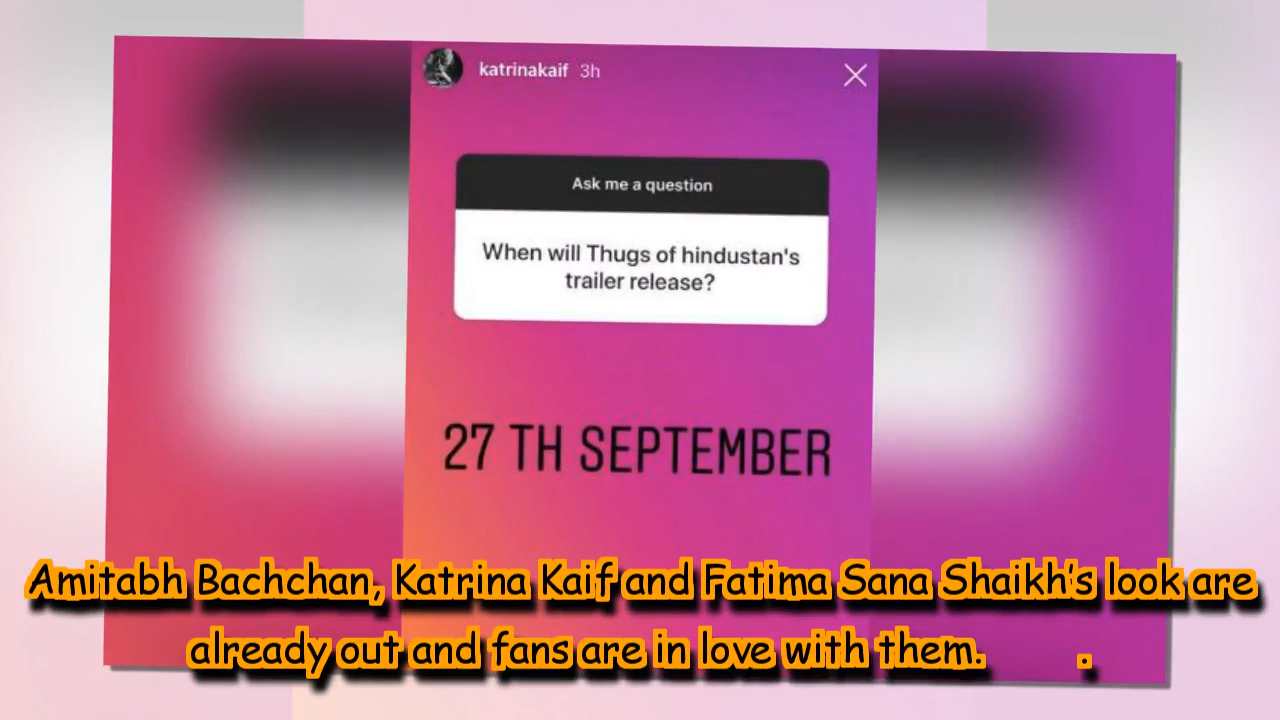 katrinakaif 3h
Ask me a question
When will Thugs of hindustan's
trailer release?
27 TH SEPTEMBER
Amitabh Bachchan, Katrina Kaif and Fatima Sana Shaikh's look are
already out and fans are in love with them. .